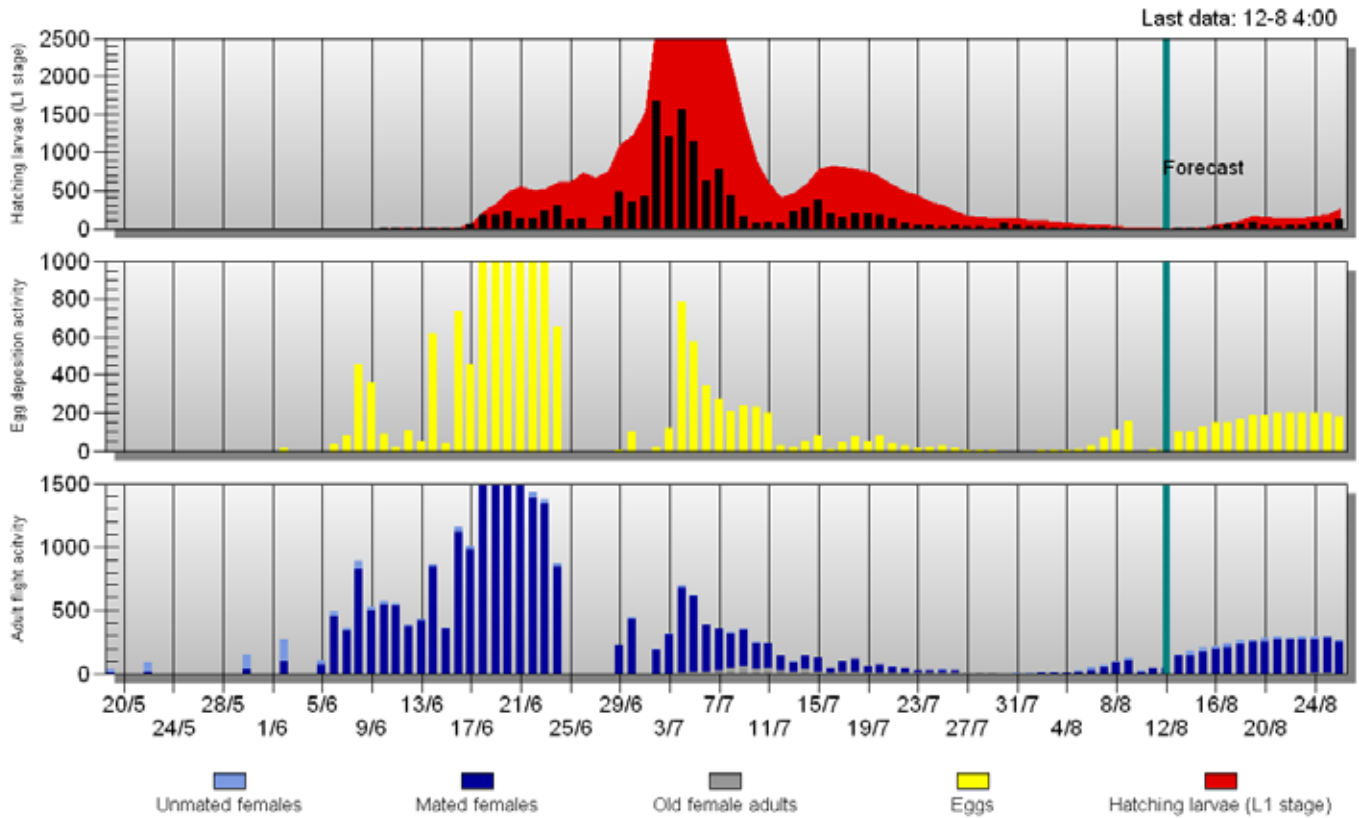 Last data: 12-8 4:00
Hatching larvae (L1 stage)
2500
2000
1500
1000
500
0
Forecast
Egg deposition activity
1000
800
600
400
200
0
Adult flight acitvity
1500
1000
500
0
20/5 28/5 5/6 13/6 21/6 29/6 7/7 15/7 23/7 31/7 8/8 16/8 24/8
24/5 1/6 9/6 17/6 25/6 3/7 11/7 19/7 27/7 4/8 12/8 20/8
Unmated females Mated females Old female adults Eggs Hatching larvae (L1 stage)